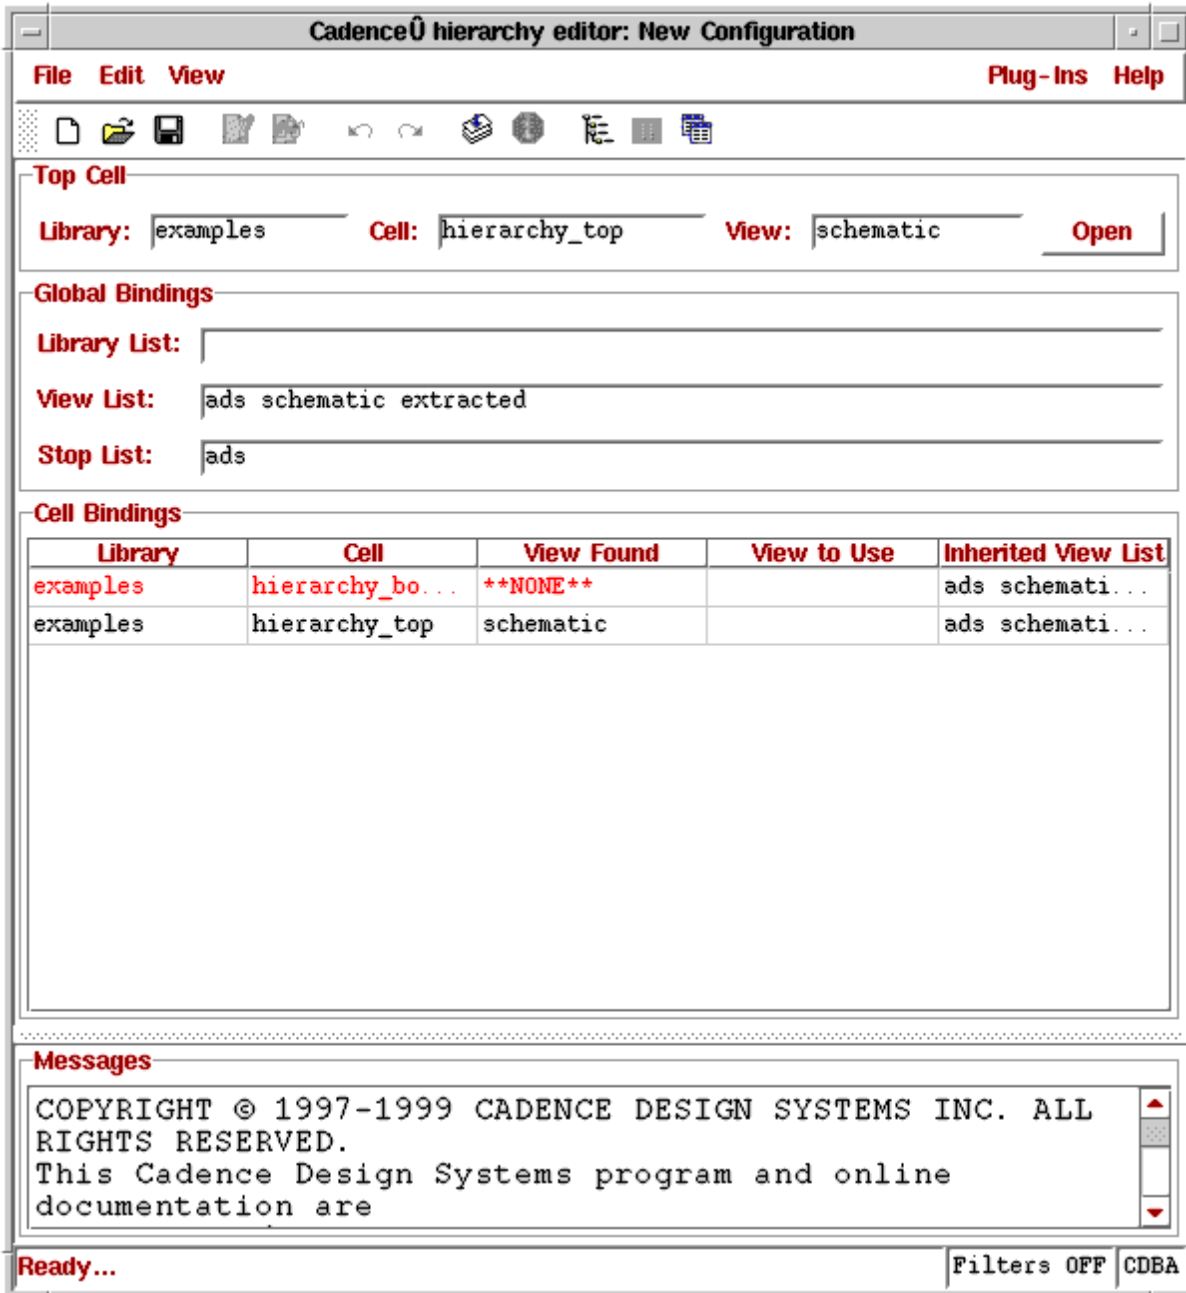 CadenceÛ hierarchy editor: New Configuration
File Edit View Plug-Ins Help
Top Cell
Library: examples Cell: hierarchy_top View: schematic Open
Global Bindings
Library List:
View List: ads schematic extracted
Stop List: ads
Cell Bindings
Library Cell View Found View to Use Inherited View List
examples hierarchy_bo... **NONE** ads schemati...
examples hierarchy_top schematic ads schemati...
Messages
COPYRIGHT © 1997-1999 CADENCE DESIGN SYSTEMS INC. ALL
RIGHTS RESERVED.
This Cadence Design Systems program and online
documentation are
Ready... Filters OFF CDBA